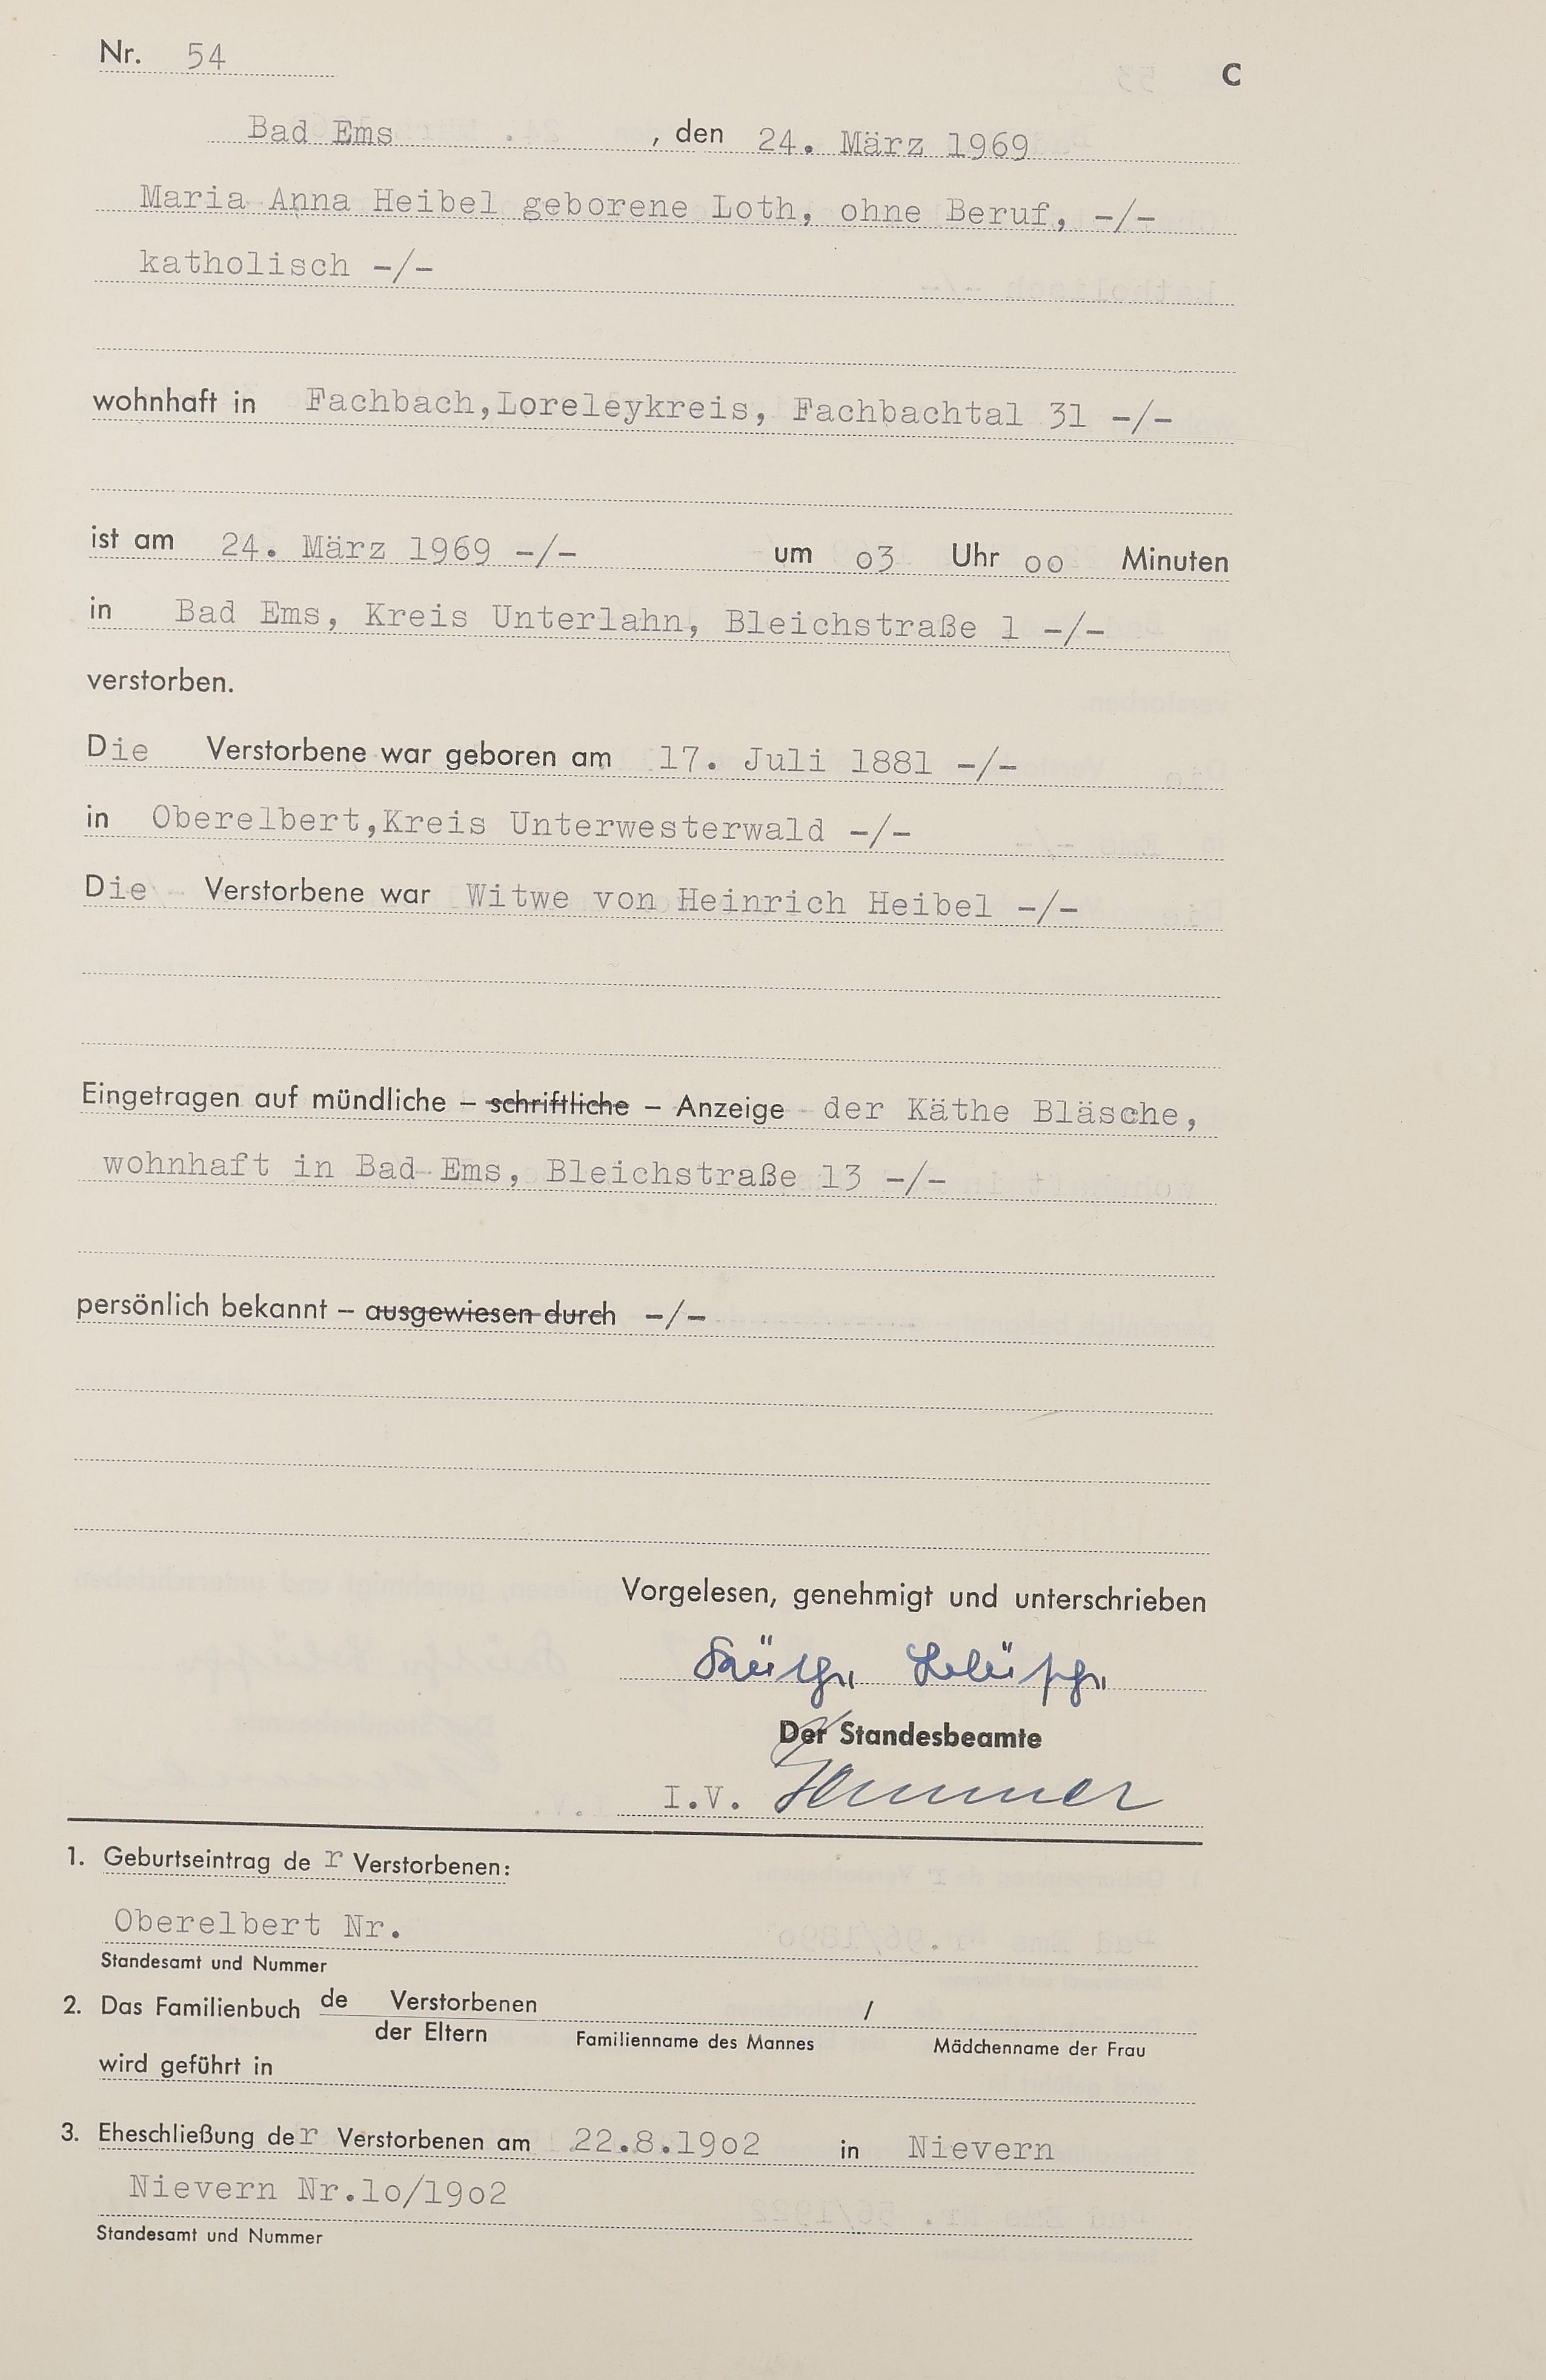 Nr. 54
C
Bad Ems , den 24. März 1969
Maria Anna Heibel geborene Loth, ohne Beruf, -/-
katholisch -/-
wohnhaft in Fachbach,Loreleykreis, Fachbachtal 31 -/-
ist am 24. März 1969 -/- um o3 Uhr oo Minuten
in Bad Ems, Kreis Unterlahn, Bleichstraße 1 -/-
verstorben.
Die Verstorbene war geboren am 17. Juli 1881 -/-
in Oberelbert,Kreis Unterwesterwald -/-
Die Verstorbene war Witwe von Heinrich Heibel -/-
Eingetragen auf mündliche – schriftliche – Anzeige der Käthe Bläsche,
wohnhaft in Bad Ems, Bleichstraße 13 -/-
persönlich bekannt – ausgewiesen durch -/-
Vorgelesen, genehmigt und unterschrieben
Käthe Bläsche
Der Standesbeamte
I.V.
1. Geburtseintrag de r Verstorbenen:
Oberelbert Nr.
Standesamt und Nummer
2. Das Familienbuch de Verstorbenen /
der Eltern Familienname des Mannes Mädchenname der Frau
wird geführt in
3. Eheschließung der Verstorbenen am 22.8.19o2 in Nievern
Nievern Nr.1o/19o2
Standesamt und Nummer